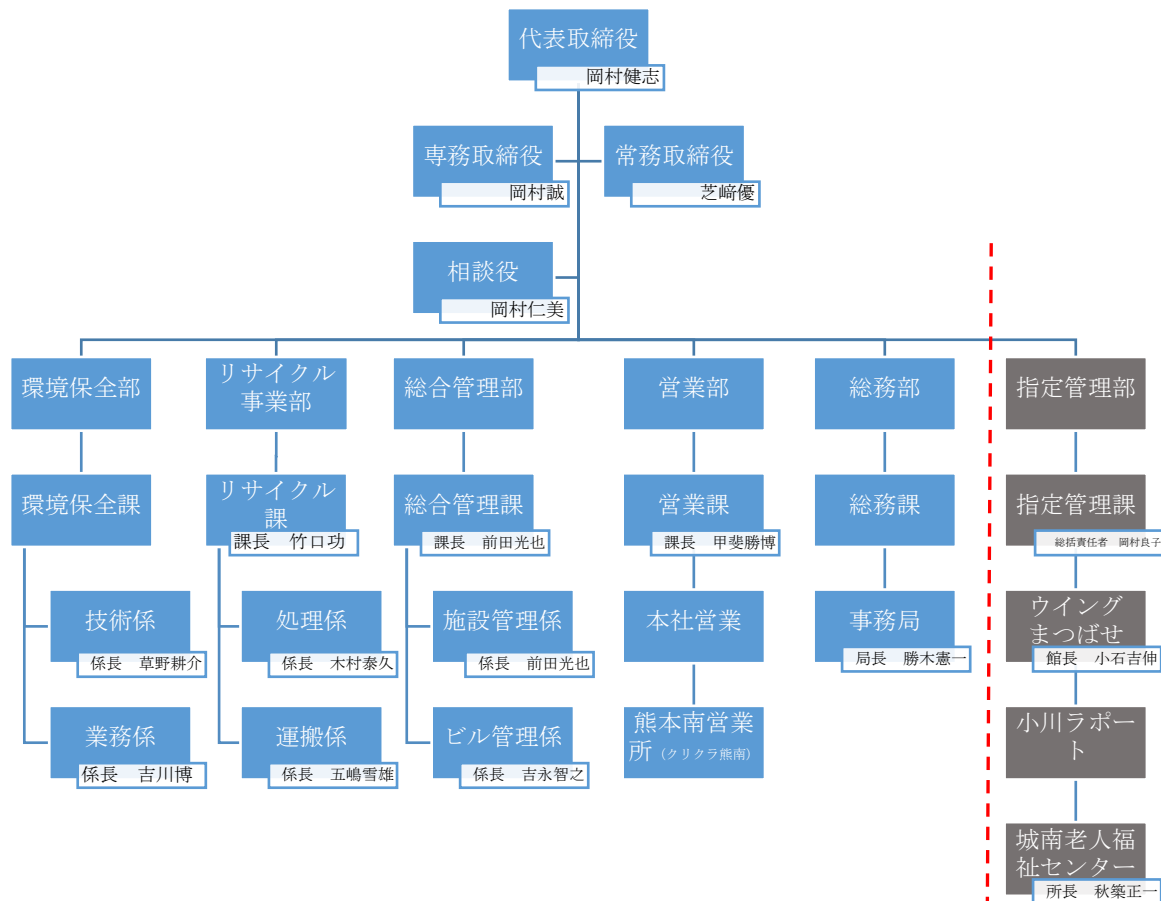 代表取締役
岡村健志
専務取締役
岡村誠
常務取締役
芝﨑優
相談役
岡村仁美
環境保全部
リサイクル
事業部
総合管理部
営業部
総務部
指定管理部
環境保全課
リサイクル
課
課長　竹口功
総合管理課
課長　前田光也
営業課
課長　甲斐勝博
総務課
指定管理課
総括責任者　岡村良子
技術係
係長　草野耕介
処理係
係長　木村泰久
施設管理係
係長　前田光也
本社営業
事務局
局長　勝木憲一
ウイング
まつばせ
館長　小石吉伸
業務係
係長　吉川博
運搬係
係長　五嶋雪雄
ビル管理係
係長　吉永智之
熊本南営業
所（クリクラ熊南）
小川ラポー
ト
城南老人福
祉センター
所長　秋築正一